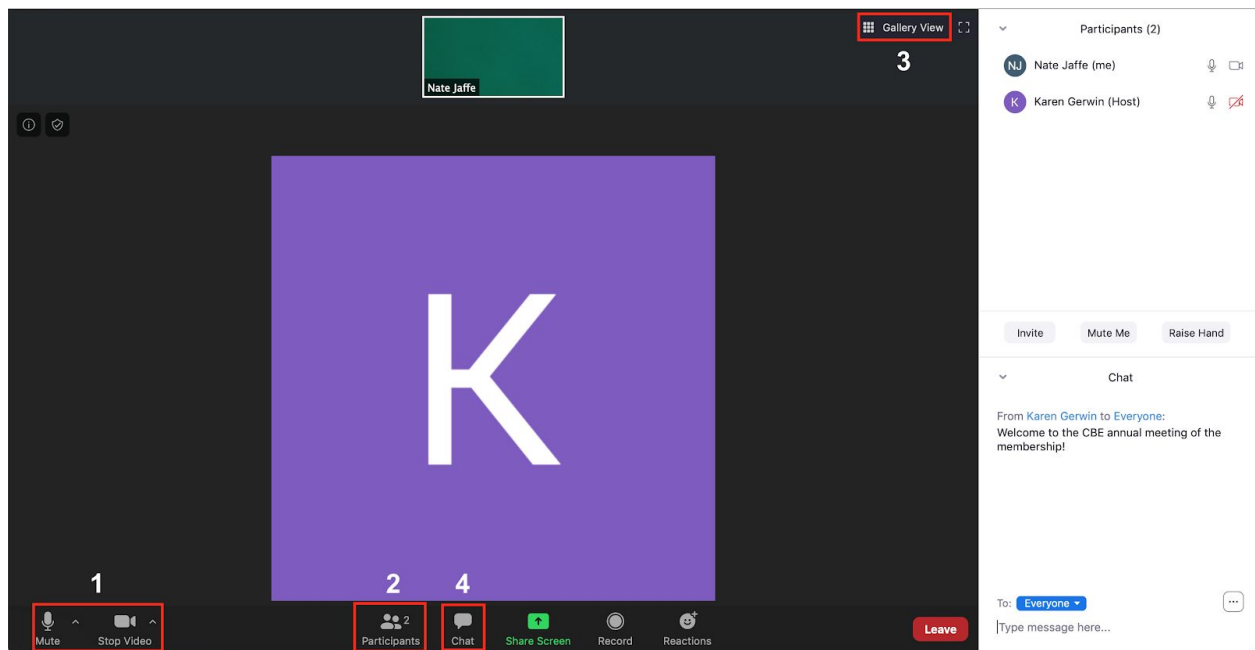 Gallery View
3
Nate Jaffe
K
1
2
4
2
Mute
Stop Video
Participants
Chat
Share Screen
Record
Reactions
Leave
Participants (2)
NJ Nate Jaffe (me)
K Karen Gerwin (Host)
Invite Mute Me Raise Hand
Chat
From Karen Gerwin to Everyone:
Welcome to the CBE annual meeting of the
membership!
To: Everyone
Type message here...